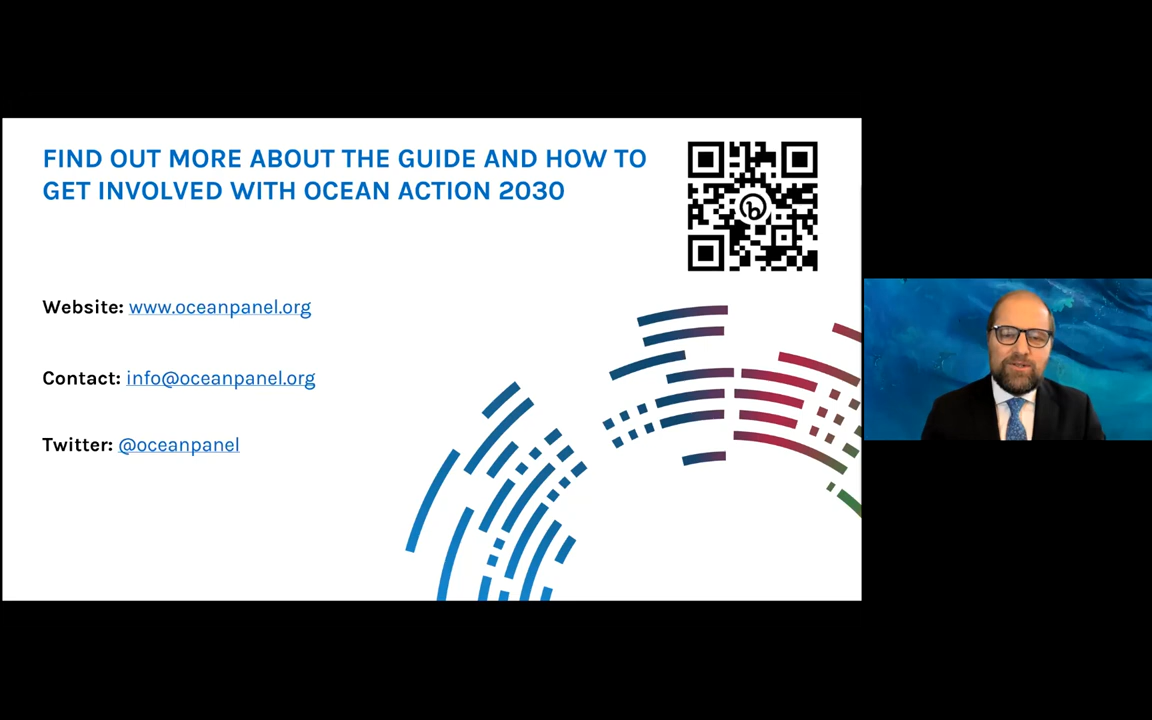 FIND OUT MORE ABOUT THE GUIDE AND HOW TO
GET INVOLVED WITH OCEAN ACTION 2030
Website: www.oceanpanel.org
Contact: info@oceanpanel.org
Twitter: @oceanpanel